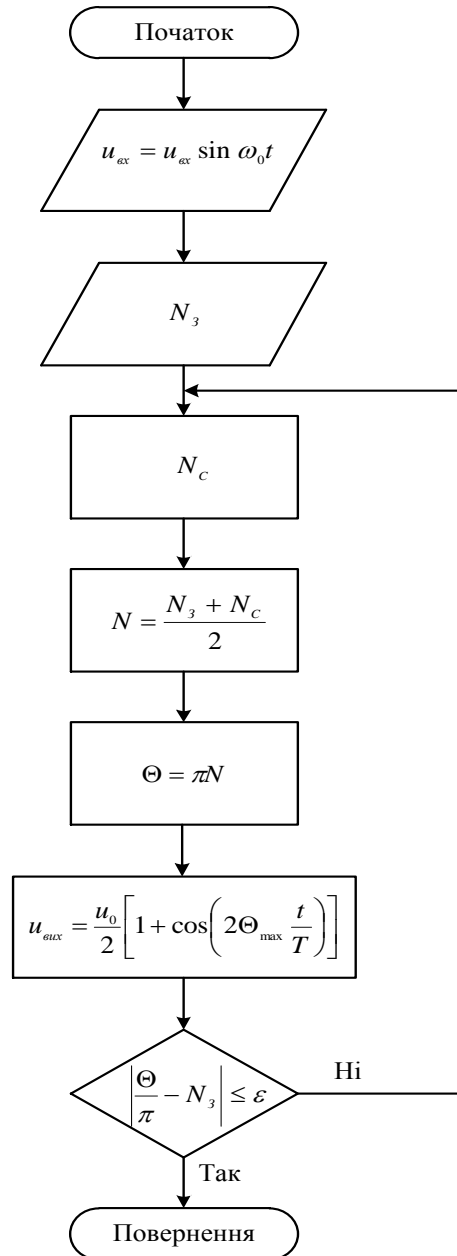 Початок
u_вх = u_вх sin ω₀t
N_З
N_C
N = (N_З + N_C) / 2
Θ = πN
u_вих = u₀/2 [1 + cos(2Θ_max t/T)]
|Θ/π − N_З| ≤ ε
Ні
Так
Повернення